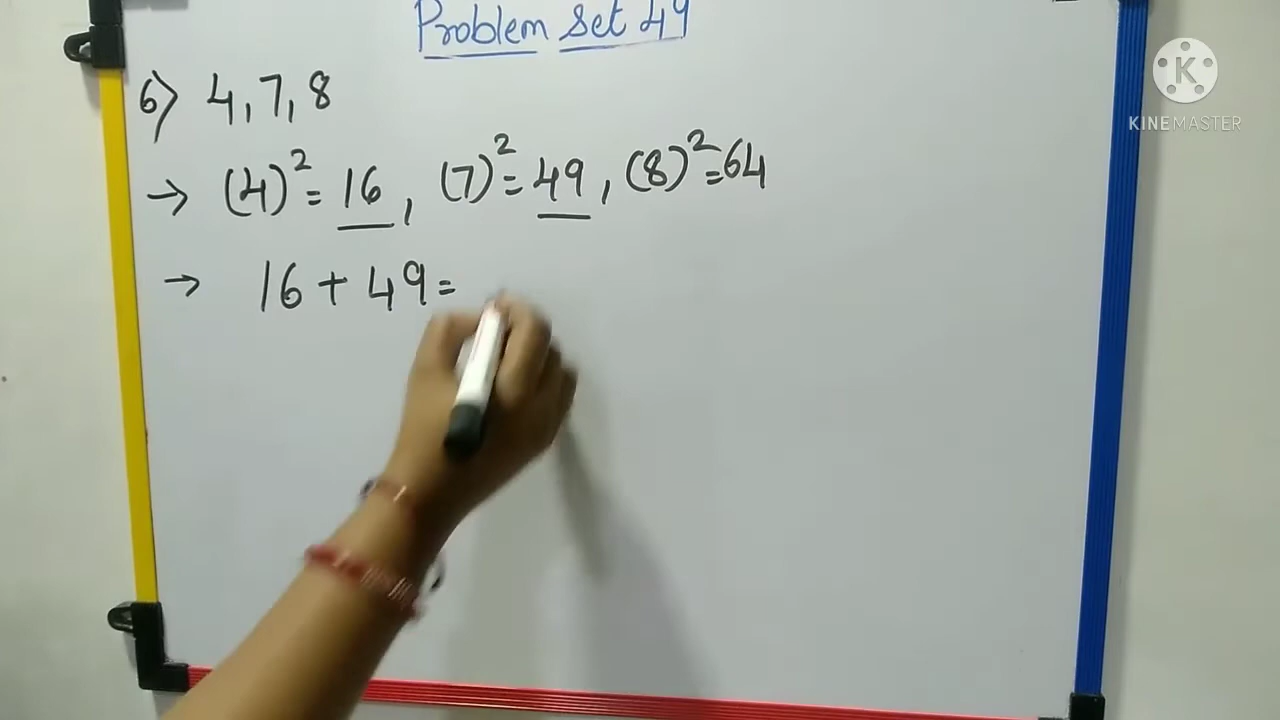 Problem Set 49
6) 4, 7, 8
→ (4)² = 16, (7)² = 49, (8)² = 64
→ 16 + 49 =
K
KINEMASTER